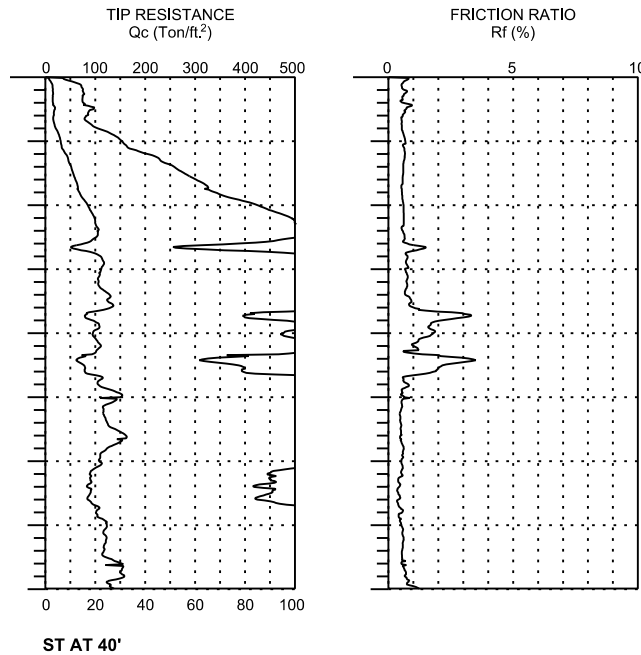 TIP RESISTANCE
Qc (Ton/ft.²)
0 100 200 300 400 500
0 20 40 60 80 100
FRICTION RATIO
Rf (%)
0 5 10
ST AT 40'